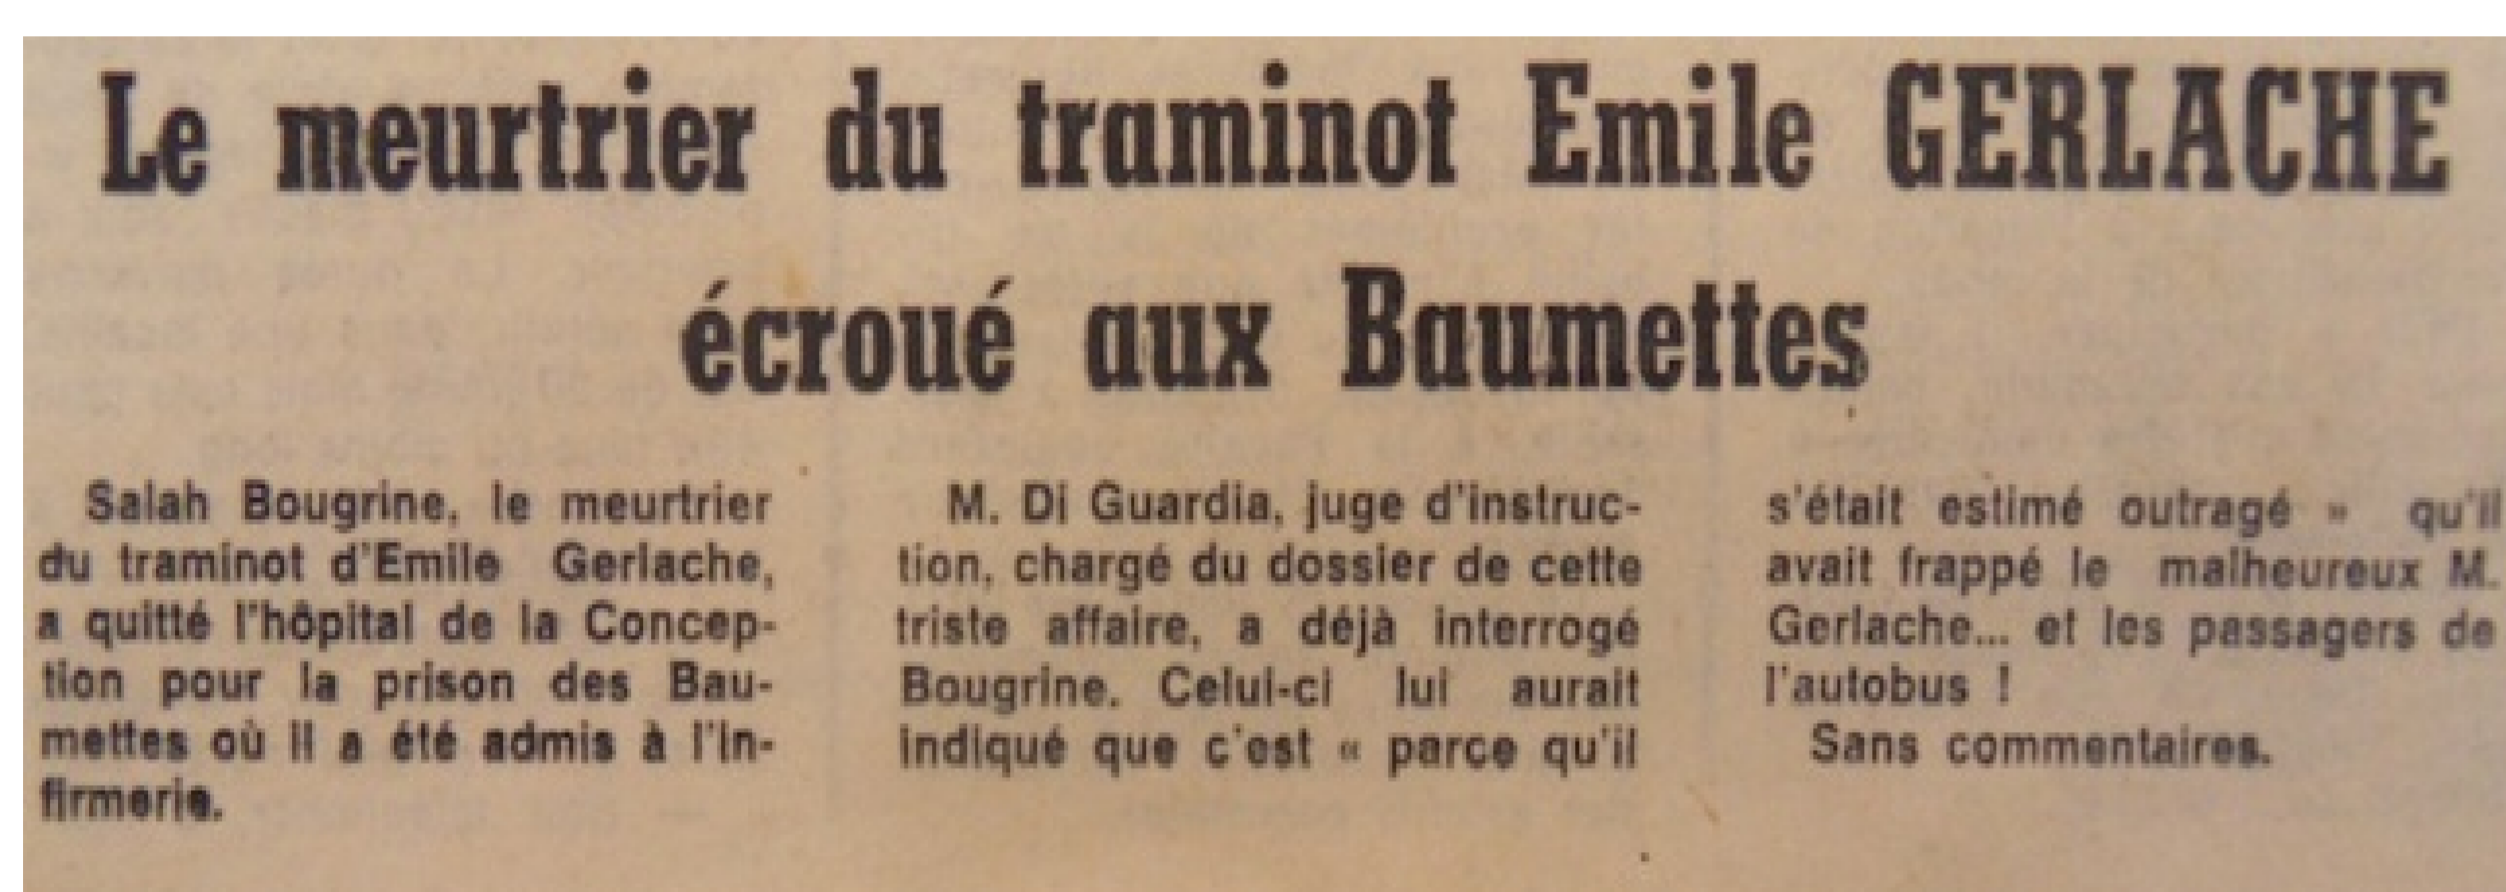 Le meurtrier du traminot Emile GERLACHE
écroué aux Baumettes
Salah Bougrine, le meurtrier
du traminot d'Emile Gerlache,
a quitté l'hôpital de la Concep-
tion pour la prison des Bau-
mettes où il a été admis à l'in-
firmerie.
M. Di Guardia, juge d'instruc-
tion, chargé du dossier de cette
triste affaire, a déjà interrogé
Bougrine. Celui-ci lui aurait
indiqué que c'est « parce qu'il
s'était estimé outragé » qu'il
avait frappé le malheureux M.
Gerlache... et les passagers de
l'autobus !
Sans commentaires.